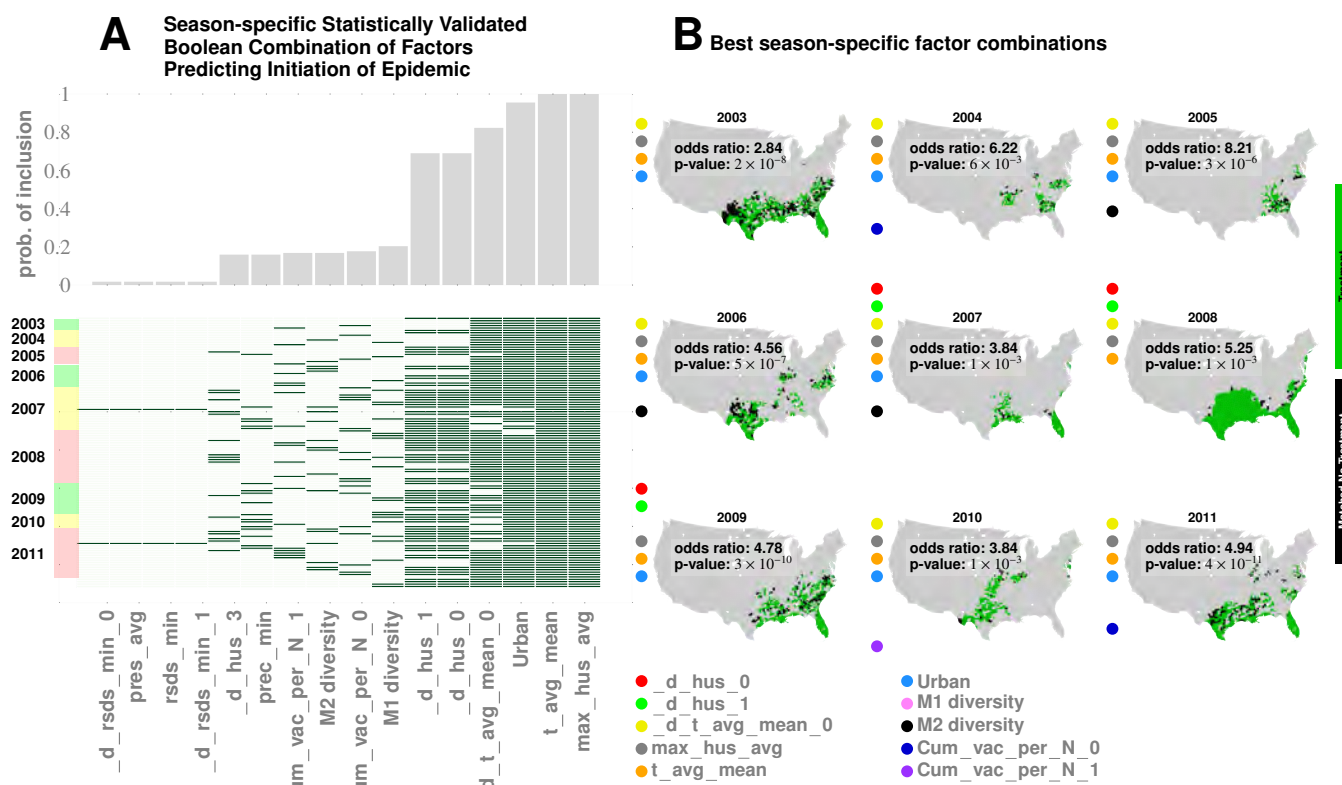 A
Season-specific Statistically Validated
Boolean Combination of Factors
Predicting Initiation of Epidemic
prob. of inclusion
1
0.8
0.6
0.4
0.2
0
2003
2004
2005
2006
2007
2008
2009
2010
2011
_d_rsds_min_0
pres_avg
rsds_min
_d_rsds_min_1
_d_hus_3
prec_min
um_vac_per_N_1
M2 diversity
um_vac_per_N_0
M1 diversity
_d_hus_1
_d_hus_0
d_t_avg_mean_0
Urban
t_avg_mean
max_hus_avg
B Best season-specific factor combinations
2003
odds ratio: 2.84
p-value: 2 × 10⁻⁸
2004
odds ratio: 6.22
p-value: 6 × 10⁻³
2005
odds ratio: 8.21
p-value: 3 × 10⁻⁶
2006
odds ratio: 4.56
p-value: 5 × 10⁻⁷
2007
odds ratio: 3.84
p-value: 1 × 10⁻³
2008
odds ratio: 5.25
p-value: 1 × 10⁻³
2009
odds ratio: 4.78
p-value: 3 × 10⁻¹⁰
2010
odds ratio: 3.84
p-value: 1 × 10⁻³
2011
odds ratio: 4.94
p-value: 4 × 10⁻¹¹
_d_hus_0
_d_hus_1
_d_t_avg_mean_0
max_hus_avg
t_avg_mean
Urban
M1 diversity
M2 diversity
Cum_vac_per_N_0
Cum_vac_per_N_1